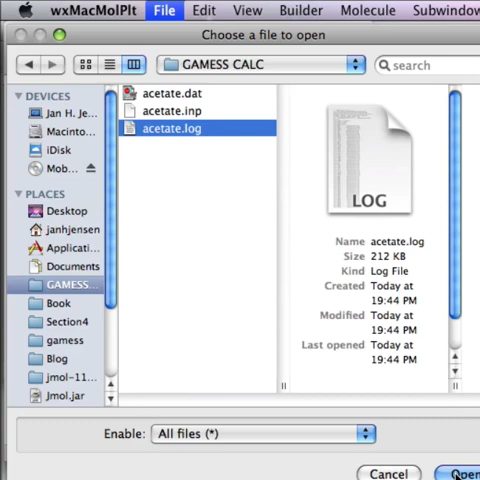 wxMacMolPlt File Edit View Builder Molecule Subwindow
Choose a file to open
GAMESS CALC
search
DEVICES
Jan H. Je...
Macinto...
iDisk
Mob...
PLACES
Desktop
janhjensen
Applicati...
Documents
GAMESS...
Book
Section4
gamess
Blog
jmol-11...
Jmol.jar
acetate.dat
acetate.inp
acetate.log
LOG
Name acetate.log
Size 212 KB
Kind Log File
Created Today at
19:44 PM
Modified Today at
19:44 PM
Last opened Today at
19:44 PM
Enable: All files (*)
Cancel Open